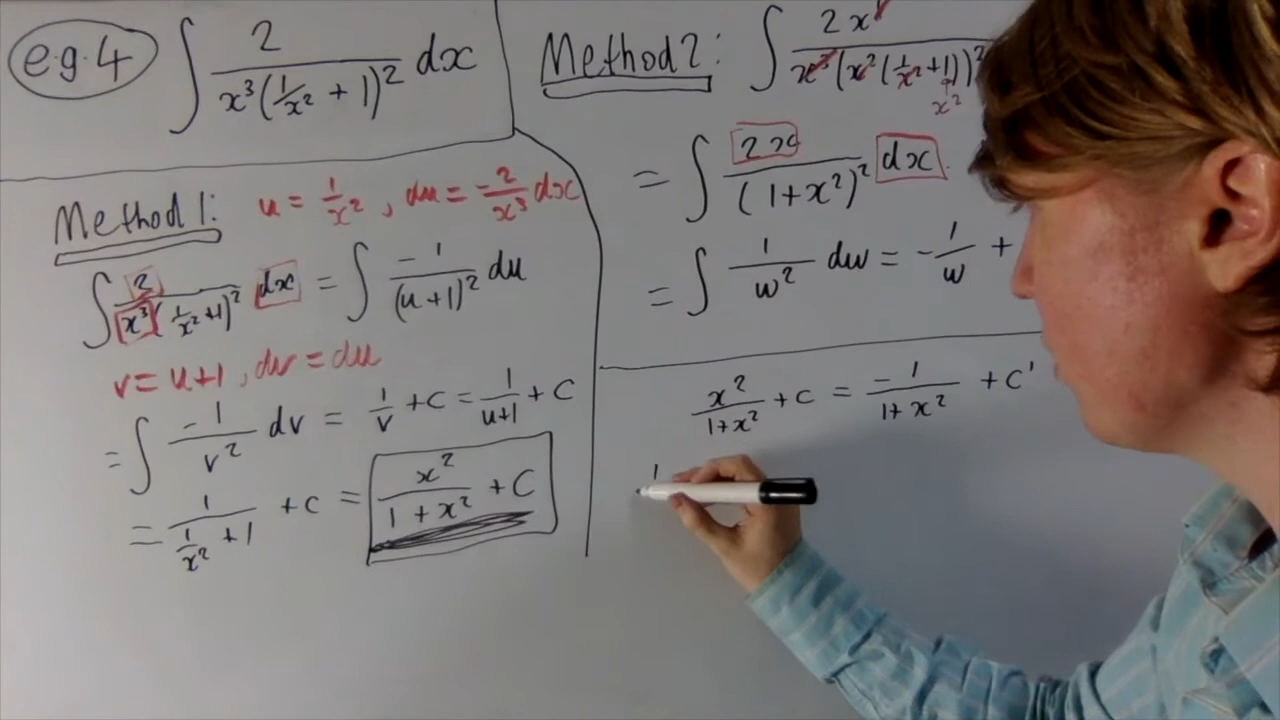 e.g.4 ∫ 2 / x³(1/x² + 1)² dx
Method 1: u = 1/x², du = -2/x³ dx
∫ 2 / x³(1/x² + 1)² dx = ∫ -1/(u+1)² du
v = u+1, dv = du
= ∫ -1/v² dv = 1/v + C = 1/(u+1) + C
= 1/(1/x² + 1) + C = x²/(1 + x²) + C
Method 2: ∫ 2x / x³(x²(1/x² + 1))²
x²
= ∫ 2x/(1+x²)² dx
= ∫ 1/w² dw = -1/w +
x²/(1+x²) + C = -1/(1+x²) + C'
1